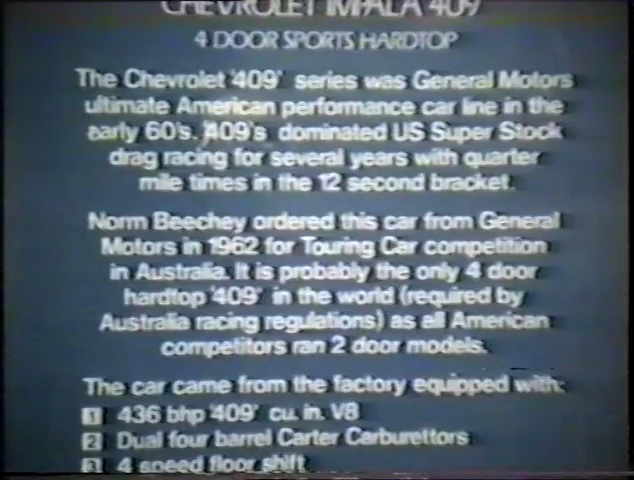 CHEVROLET IMPALA 409
4 DOOR SPORTS HARDTOP
The Chevrolet '409' series was General Motors
ultimate American performance car line in the
early 60's. 409's dominated US Super Stock
drag racing for several years with quarter
mile times in the 12 second bracket.
Norm Beechey ordered this car from General
Motors in 1962 for Touring Car competition
in Australia. It is probably the only 4 door
hardtop '409' in the world (required by
Australia racing regulations) as all American
competitors ran 2 door models.
The car came from the factory equipped with:
1 436 bhp '409' cu. in. V8
2 Dual four barrel Carter Carburettors
3 4 speed floor shift